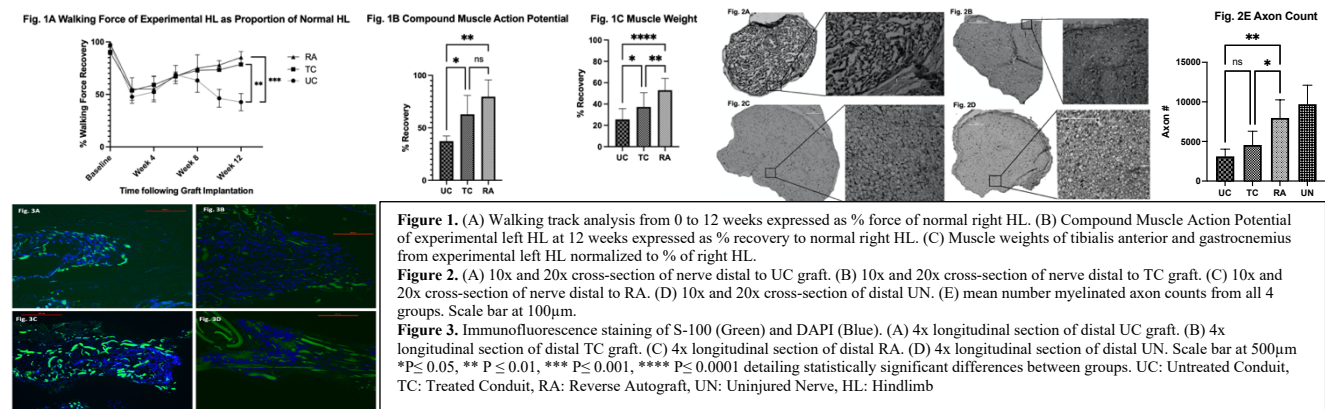 Fig. 1A Walking Force of Experimental HL as Proportion of Normal HL
% Walking Force Recovery
100
50
0
Baseline
Week 4
Week 8
Week 12
Time following Graft Implantation
RA
TC
UC
**
***
Fig. 1B Compound Muscle Action Potential
% Recovery
100
80
60
40
20
0
**
*
ns
UC
TC
RA
Fig. 1C Muscle Weight
% Recovery
100
80
60
40
20
0
****
*
**
UC
TC
RA
Fig. 2A
Fig. 2B
Fig. 2C
Fig. 2D
Fig. 2E Axon Count
Axon #
15000
10000
5000
0
**
ns
*
UC
TC
RA
UN
Fig. 3A
Fig. 3B
Fig. 3C
Fig. 3D
Figure 1. (A) Walking track analysis from 0 to 12 weeks expressed as % force of normal right HL. (B) Compound Muscle Action Potential
of experimental left HL at 12 weeks expressed as % recovery to normal right HL. (C) Muscle weights of tibialis anterior and gastrocnemius
from experimental left HL normalized to % of right HL.
Figure 2. (A) 10x and 20x cross-section of nerve distal to UC graft. (B) 10x and 20x cross-section of nerve distal to TC graft. (C) 10x and
20x cross-section of nerve distal to RA. (D) 10x and 20x cross-section of distal UN. (E) mean number myelinated axon counts from all 4
groups. Scale bar at 100µm.
Figure 3. Immunofluorescence staining of S-100 (Green) and DAPI (Blue). (A) 4x longitudinal section of distal UC graft. (B) 4x
longitudinal section of distal TC graft. (C) 4x longitudinal section of distal RA. (D) 4x longitudinal section of distal UN. Scale bar at 500µm
*P≤ 0.05, ** P ≤ 0.01, *** P≤ 0.001, **** P≤ 0.0001 detailing statistically significant differences between groups. UC: Untreated Conduit,
TC: Treated Conduit, RA: Reverse Autograft, UN: Uninjured Nerve, HL: Hindlimb